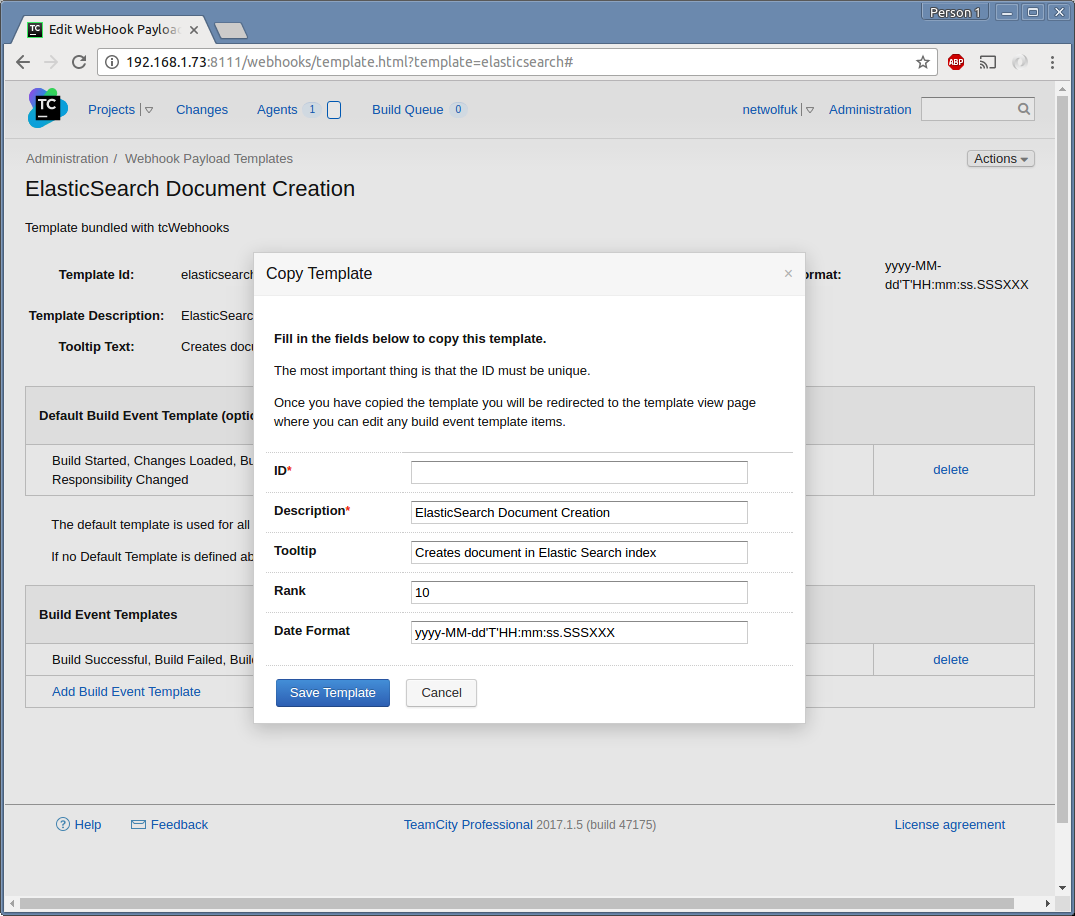 Person 1
TC Edit WebHook Payloa
192.168.1.73:8111/webhooks/template.html?template=elasticsearch#
ABP
TC
Projects Changes Agents 1 Build Queue 0 netwolfuk Administration
Administration / Webhook Payload Templates Actions
ElasticSearch Document Creation
Template bundled with tcWebhooks
Template Id: elasticsearch ormat: yyyy-MM-
dd'T'HH:mm:ss.SSSXXX
Template Description: ElasticSearc
Tooltip Text: Creates docu
Default Build Event Template (optio
Build Started, Changes Loaded, Bu
Responsibility Changed
delete
The default template is used for all
If no Default Template is defined ab
Build Event Templates
Build Successful, Build Failed, Buil delete
Add Build Event Template
Copy Template ×
Fill in the fields below to copy this template.
The most important thing is that the ID must be unique.
Once you have copied the template you will be redirected to the template view page
where you can edit any build event template items.
ID*
Description* ElasticSearch Document Creation
Tooltip Creates document in Elastic Search index
Rank 10
Date Format yyyy-MM-dd'T'HH:mm:ss.SSSXXX
Save Template Cancel
? Help Feedback TeamCity Professional 2017.1.5 (build 47175) License agreement